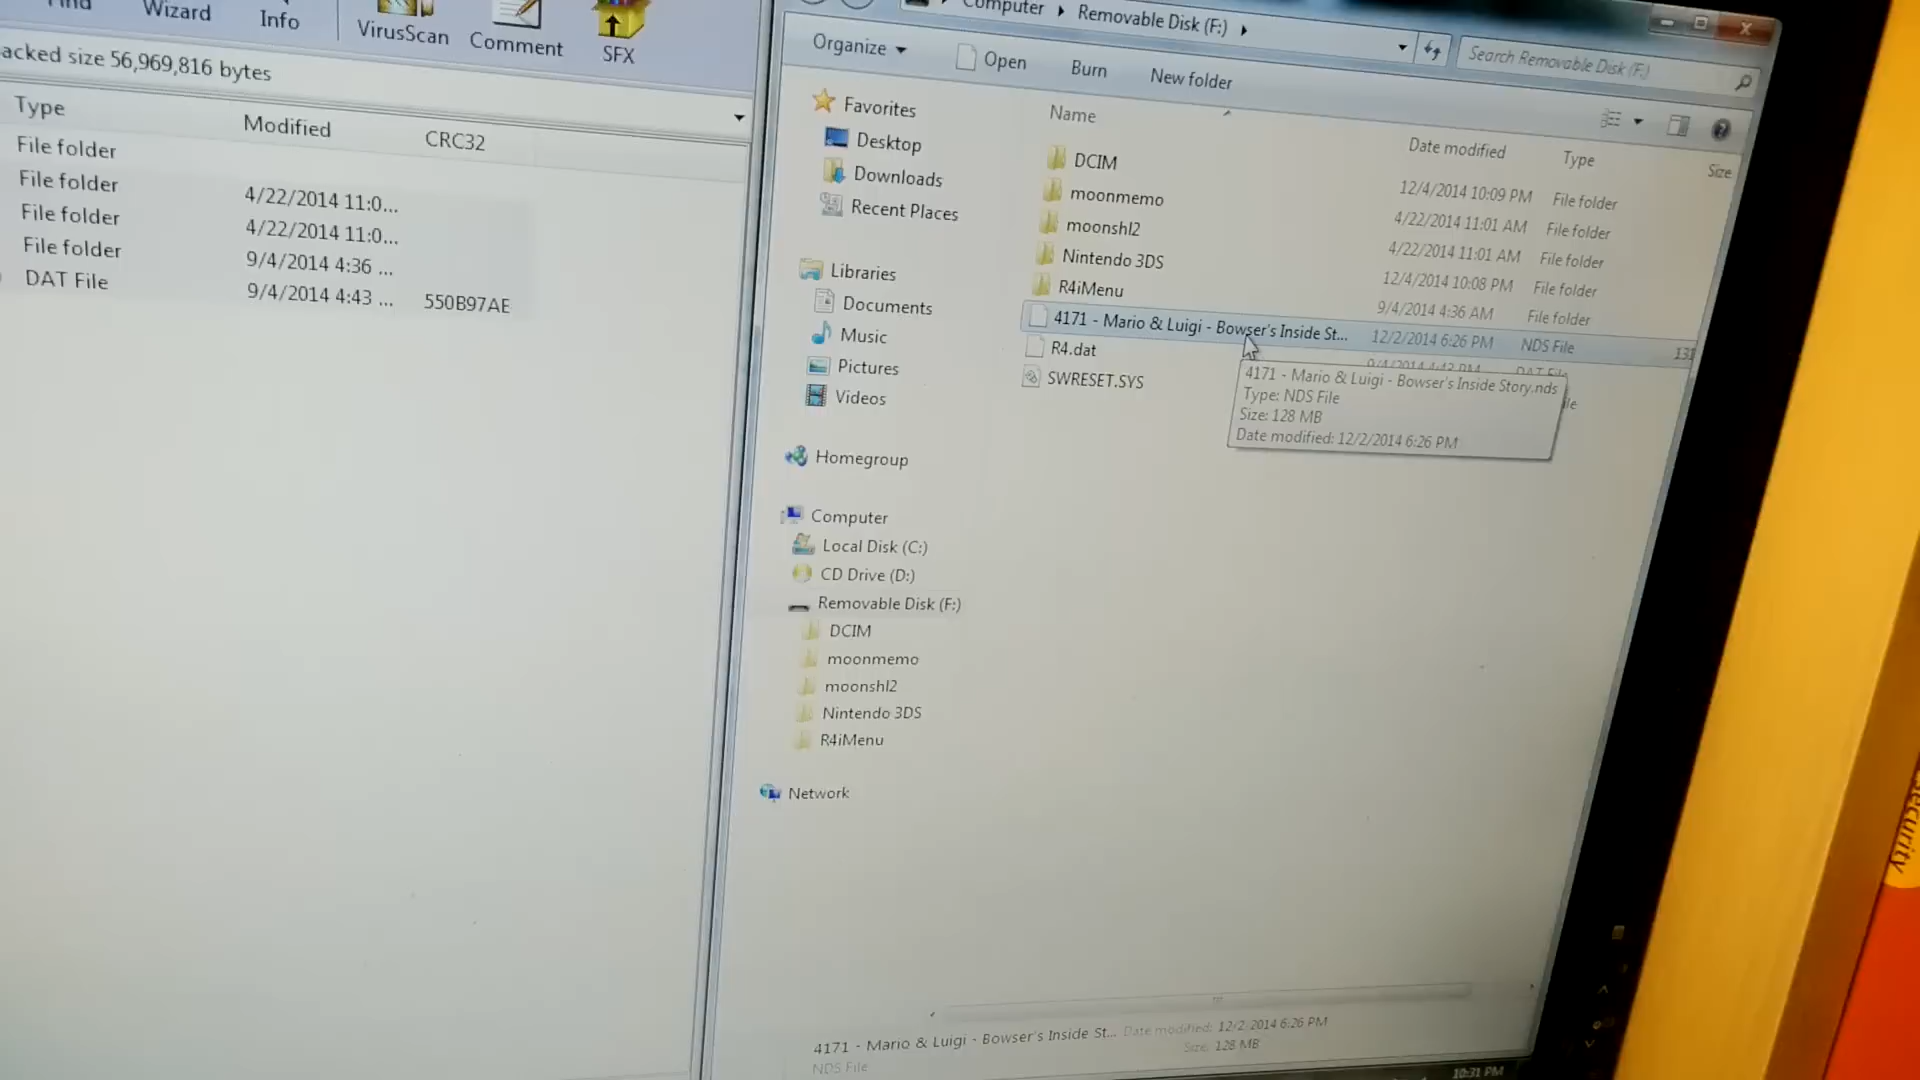 Wizard
Info
VirusScan
Comment
SFX
acked size 56,969,816 bytes
Type
Modified
CRC32
File folder
File folder
4/22/2014 11:0...
File folder
4/22/2014 11:0...
File folder
9/4/2014 4:36 ...
DAT File
9/4/2014 4:43 ...
550B97AE
Computer
Removable Disk (F:)
Search Removable Disk (F:)
Organize
Open
Burn
New folder
Favorites
Desktop
Downloads
Recent Places
Libraries
Documents
Music
Pictures
Videos
Homegroup
Computer
Local Disk (C:)
CD Drive (D:)
Removable Disk (F:)
DCIM
moonmemo
moonshl2
Nintendo 3DS
R4iMenu
Network
Name
Date modified
Type
Size
DCIM
12/4/2014 10:09 PM
File folder
moonmemo
4/22/2014 11:01 AM
File folder
moonshl2
4/22/2014 11:01 AM
File folder
Nintendo 3DS
12/4/2014 10:08 PM
File folder
R4iMenu
9/4/2014 4:36 AM
File folder
4171 - Mario & Luigi - Bowser's Inside St...
12/2/2014 6:26 PM
NDS File
131
R4.dat
SWRESET.SYS
4171 - Mario & Luigi - Bowser's Inside Story.nds
Type: NDS File
Size: 128 MB
Date modified: 12/2/2014 6:26 PM
4171 - Mario & Luigi - Bowser's Inside St...
Date modified: 12/2/2014 6:26 PM
NDS File
Size: 128 MB
10:31 PM
security